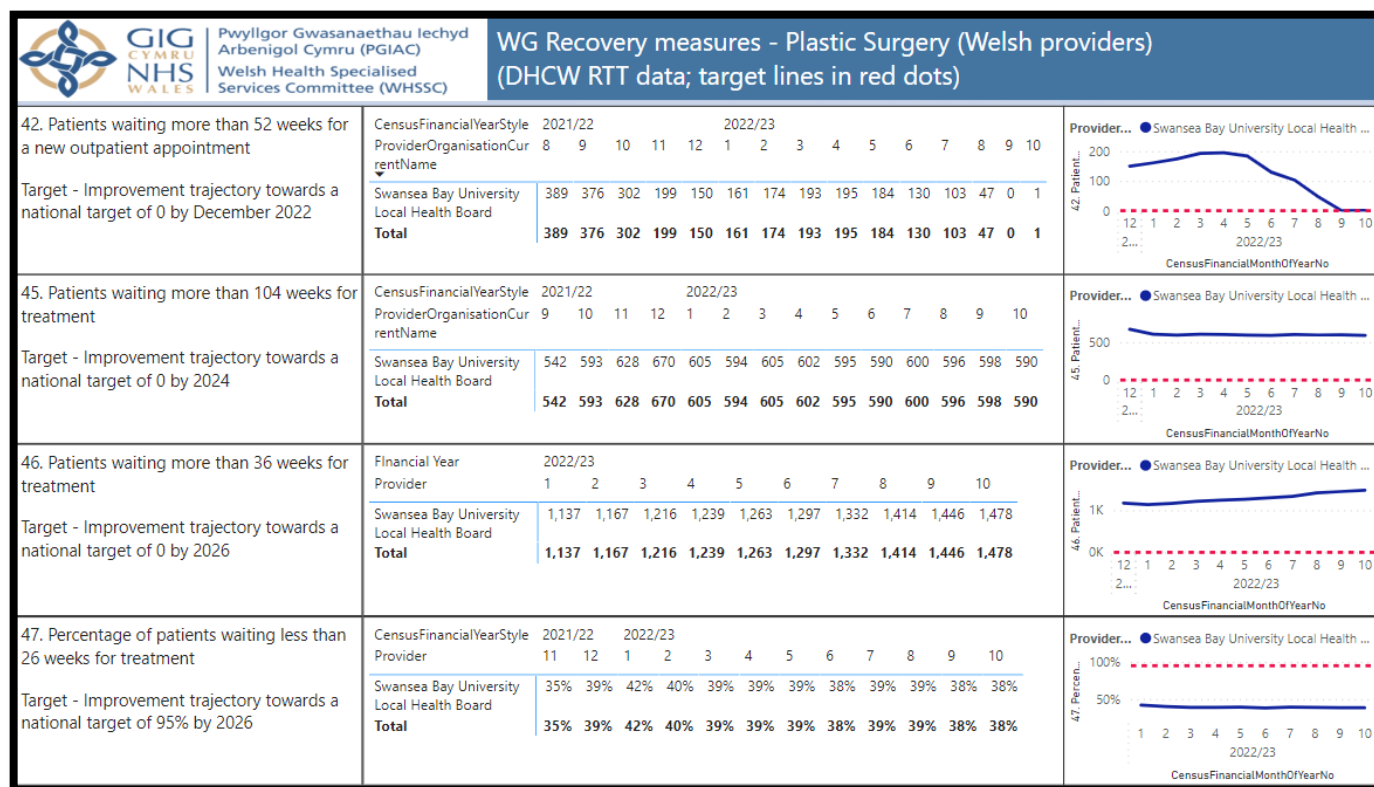 GIG
CYMRU
NHS
WALES
Pwyllgor Gwasanaethau Iechyd
Arbenigol Cymru (PGIAC)
Welsh Health Specialised
Services Committee (WHSSC)
WG Recovery measures - Plastic Surgery (Welsh providers)
(DHCW RTT data; target lines in red dots)
42. Patients waiting more than 52 weeks for
a new outpatient appointment
Target - Improvement trajectory towards a
national target of 0 by December 2022
CensusFinancialYearStyle 2021/22 2022/23
ProviderOrganisationCur 8 9 10 11 12 1 2 3 4 5 6 7 8 9 10
rentName
Swansea Bay University 389 376 302 199 150 161 174 193 195 184 130 103 47 0 1
Local Health Board
Total 389 376 302 199 150 161 174 193 195 184 130 103 47 0 1
Provider... Swansea Bay University Local Health ...
42. Patient...
200
100
0
12 1 2 3 4 5 6 7 8 9 10
2... 2022/23
CensusFinancialMonthOfYearNo
45. Patients waiting more than 104 weeks for
treatment
Target - Improvement trajectory towards a
national target of 0 by 2024
CensusFinancialYearStyle 2021/22 2022/23
ProviderOrganisationCur 9 10 11 12 1 2 3 4 5 6 7 8 9 10
rentName
Swansea Bay University 542 593 628 670 605 594 605 602 595 590 600 596 598 590
Local Health Board
Total 542 593 628 670 605 594 605 602 595 590 600 596 598 590
Provider... Swansea Bay University Local Health ...
45. Patient...
500
0
12 1 2 3 4 5 6 7 8 9 10
2... 2022/23
CensusFinancialMonthOfYearNo
46. Patients waiting more than 36 weeks for
treatment
Target - Improvement trajectory towards a
national target of 0 by 2026
FInancial Year 2022/23
Provider 1 2 3 4 5 6 7 8 9 10
Swansea Bay University 1,137 1,167 1,216 1,239 1,263 1,297 1,332 1,414 1,446 1,478
Local Health Board
Total 1,137 1,167 1,216 1,239 1,263 1,297 1,332 1,414 1,446 1,478
Provider... Swansea Bay University Local Health ...
46. Patient...
1K
0K
12 1 2 3 4 5 6 7 8 9 10
2... 2022/23
CensusFinancialMonthOfYearNo
47. Percentage of patients waiting less than
26 weeks for treatment
Target - Improvement trajectory towards a
national target of 95% by 2026
CensusFinancialYearStyle 2021/22 2022/23
Provider 11 12 1 2 3 4 5 6 7 8 9 10
Swansea Bay University 35% 39% 42% 40% 39% 39% 39% 38% 39% 39% 38% 38%
Local Health Board
Total 35% 39% 42% 40% 39% 39% 39% 38% 39% 39% 38% 38%
Provider... Swansea Bay University Local Health ...
47. Percen...
100%
50%
1 2 3 4 5 6 7 8 9 10
2022/23
CensusFinancialMonthOfYearNo